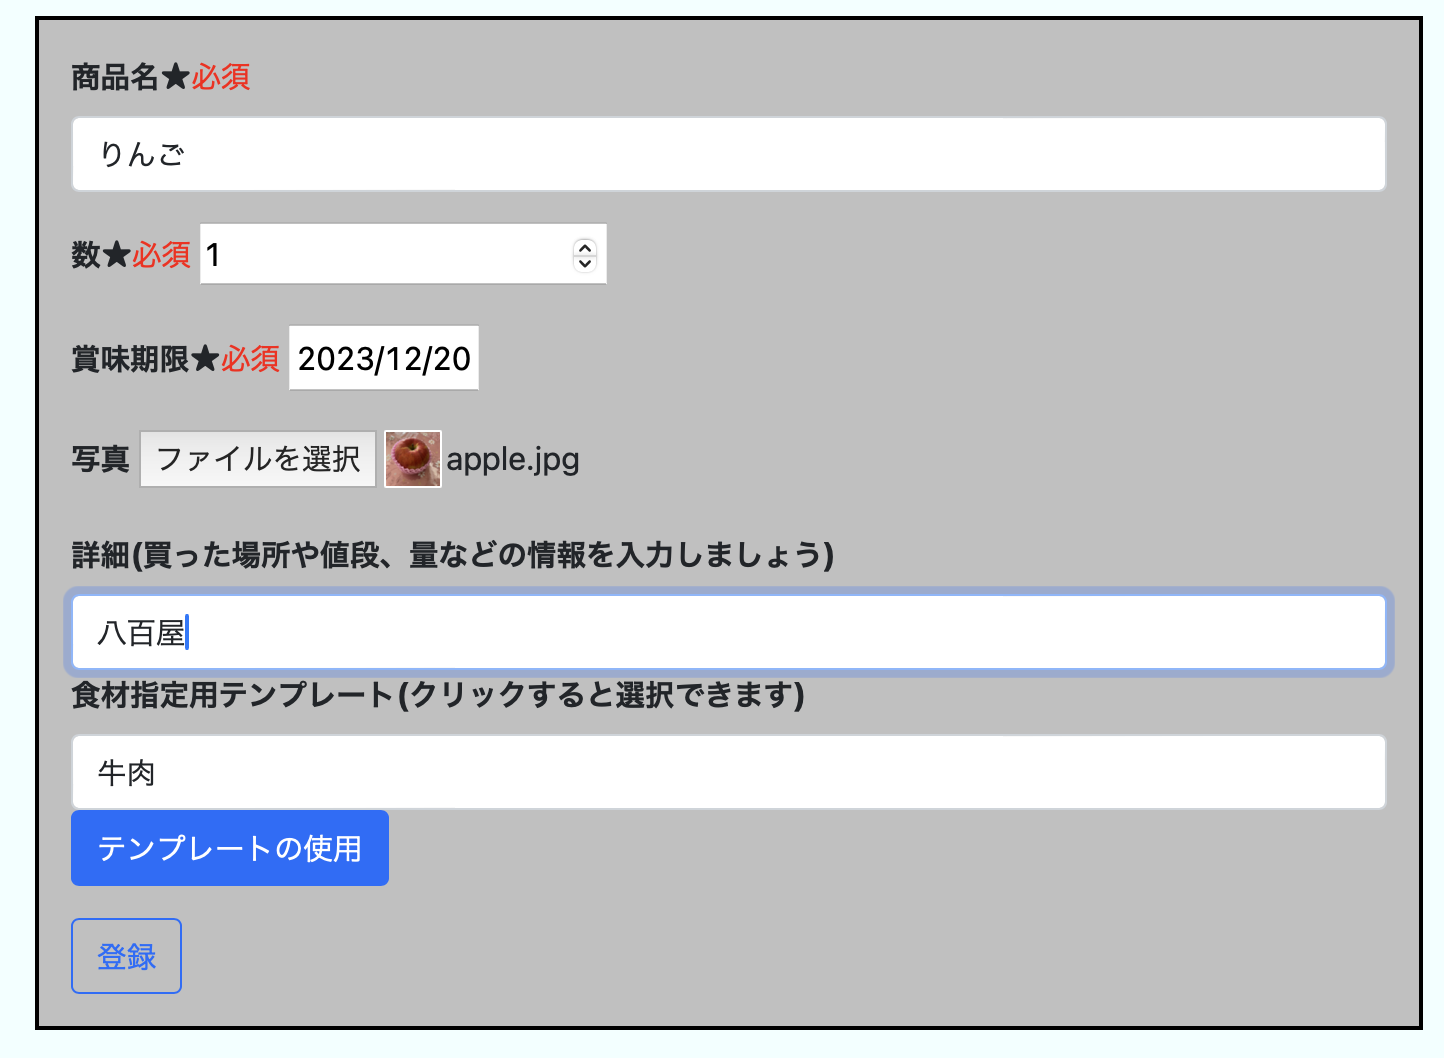 商品名★必須
りんご
数★必須 1
賞味期限★必須 2023/12/20
写真 ファイルを選択 apple.jpg
詳細(買った場所や値段、量などの情報を入力しましょう)
八百屋
食材指定用テンプレート(クリックすると選択できます)
牛肉
テンプレートの使用
登録